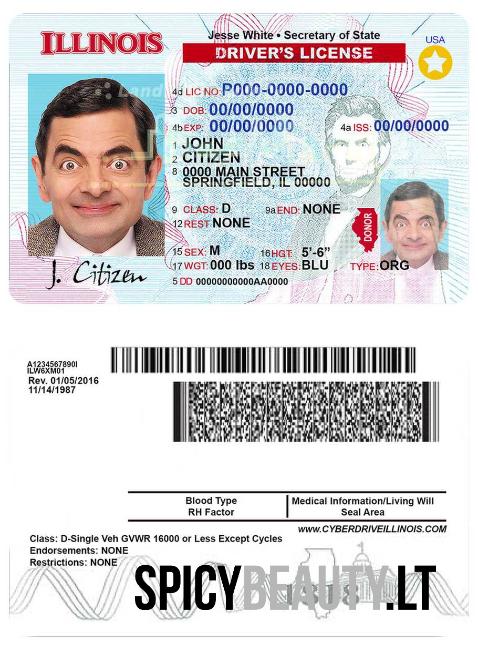 ILLINOIS
Jesse White • Secretary of State
DRIVER'S LICENSE
USA
4d LIC NO: P000-0000-0000
3 DOB: 00/00/0000
4b EXP: 00/00/0000
4a ISS: 00/00/0000
1 JOHN
2 CITIZEN
8 0000 MAIN STREET
SPRINGFIELD, IL 00000
9 CLASS: D 9a END: NONE
12 REST NONE
DONOR
15 SEX: M 16 HGT 5'-6"
17 WGT: 000 lbs 18 EYES: BLU TYPE: ORG
5 DD 00000000000AA0000
J. Citizen
A1234567890I
ILW6XM01
Rev. 01/05/2016
11/14/1987
Blood Type
RH Factor
Medical Information/Living Will
Seal Area
www.CYBERDRIVEILLINOIS.COM
Class: D-Single Veh GVWR 16000 or Less Except Cycles
Endorsements: NONE
Restrictions: NONE
1818
SPICYBEAUTY.LT